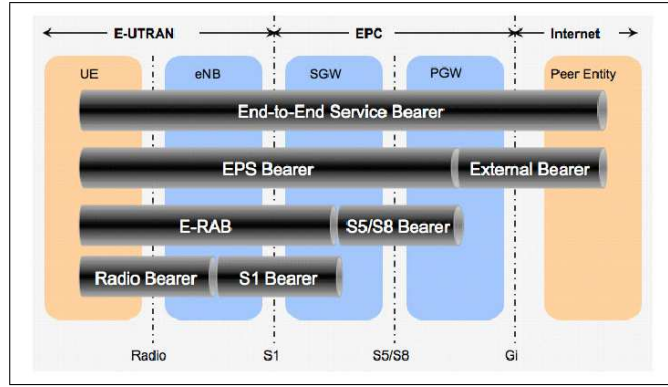 E-UTRAN EPC Internet
UE eNB SGW PGW Peer Entity
End-to-End Service Bearer
EPS Bearer External Bearer
E-RAB S5/S8 Bearer
Radio Bearer S1 Bearer
Radio S1 S5/S8 Gi